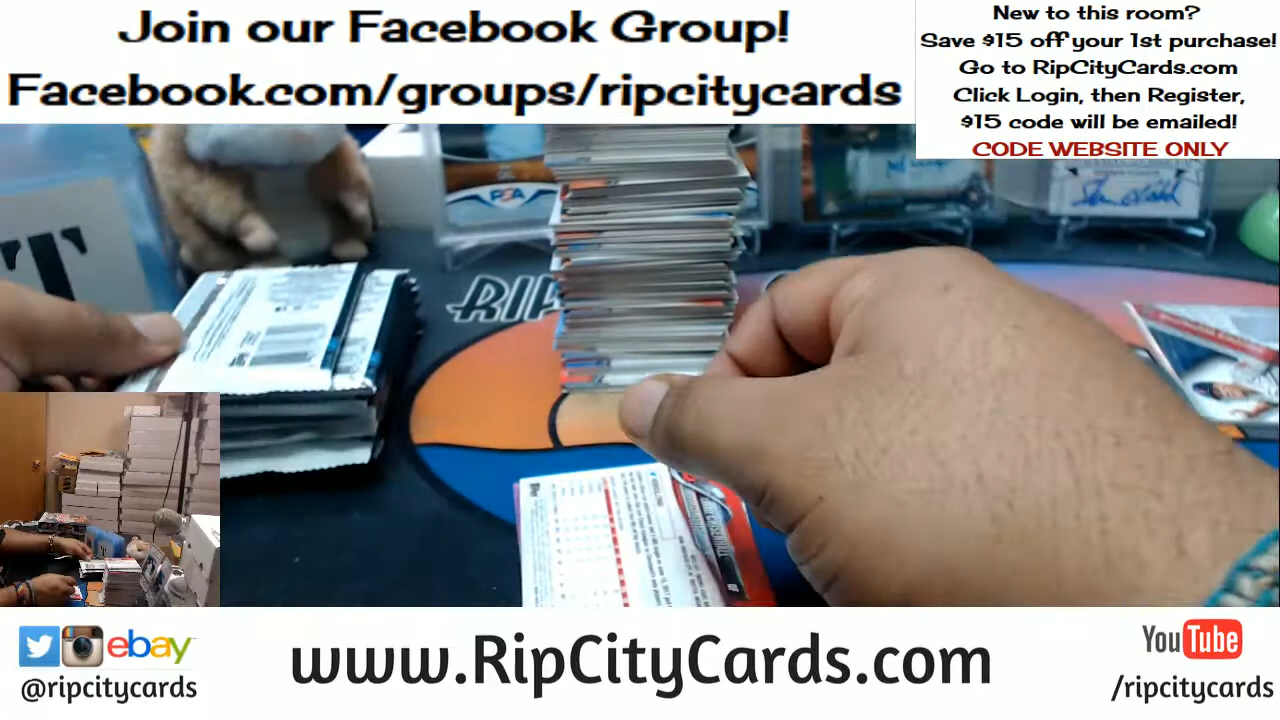 Join our Facebook Group!
Facebook.com/groups/ripcitycards
New to this room?
Save $15 off your 1st purchase!
Go to RipCityCards.com
Click Login, then Register,
$15 code will be emailed!
CODE WEBSITE ONLY
PSA
T
RIP
ebay
@ripcitycards
www.RipCityCards.com
YouTube
/ripcitycards